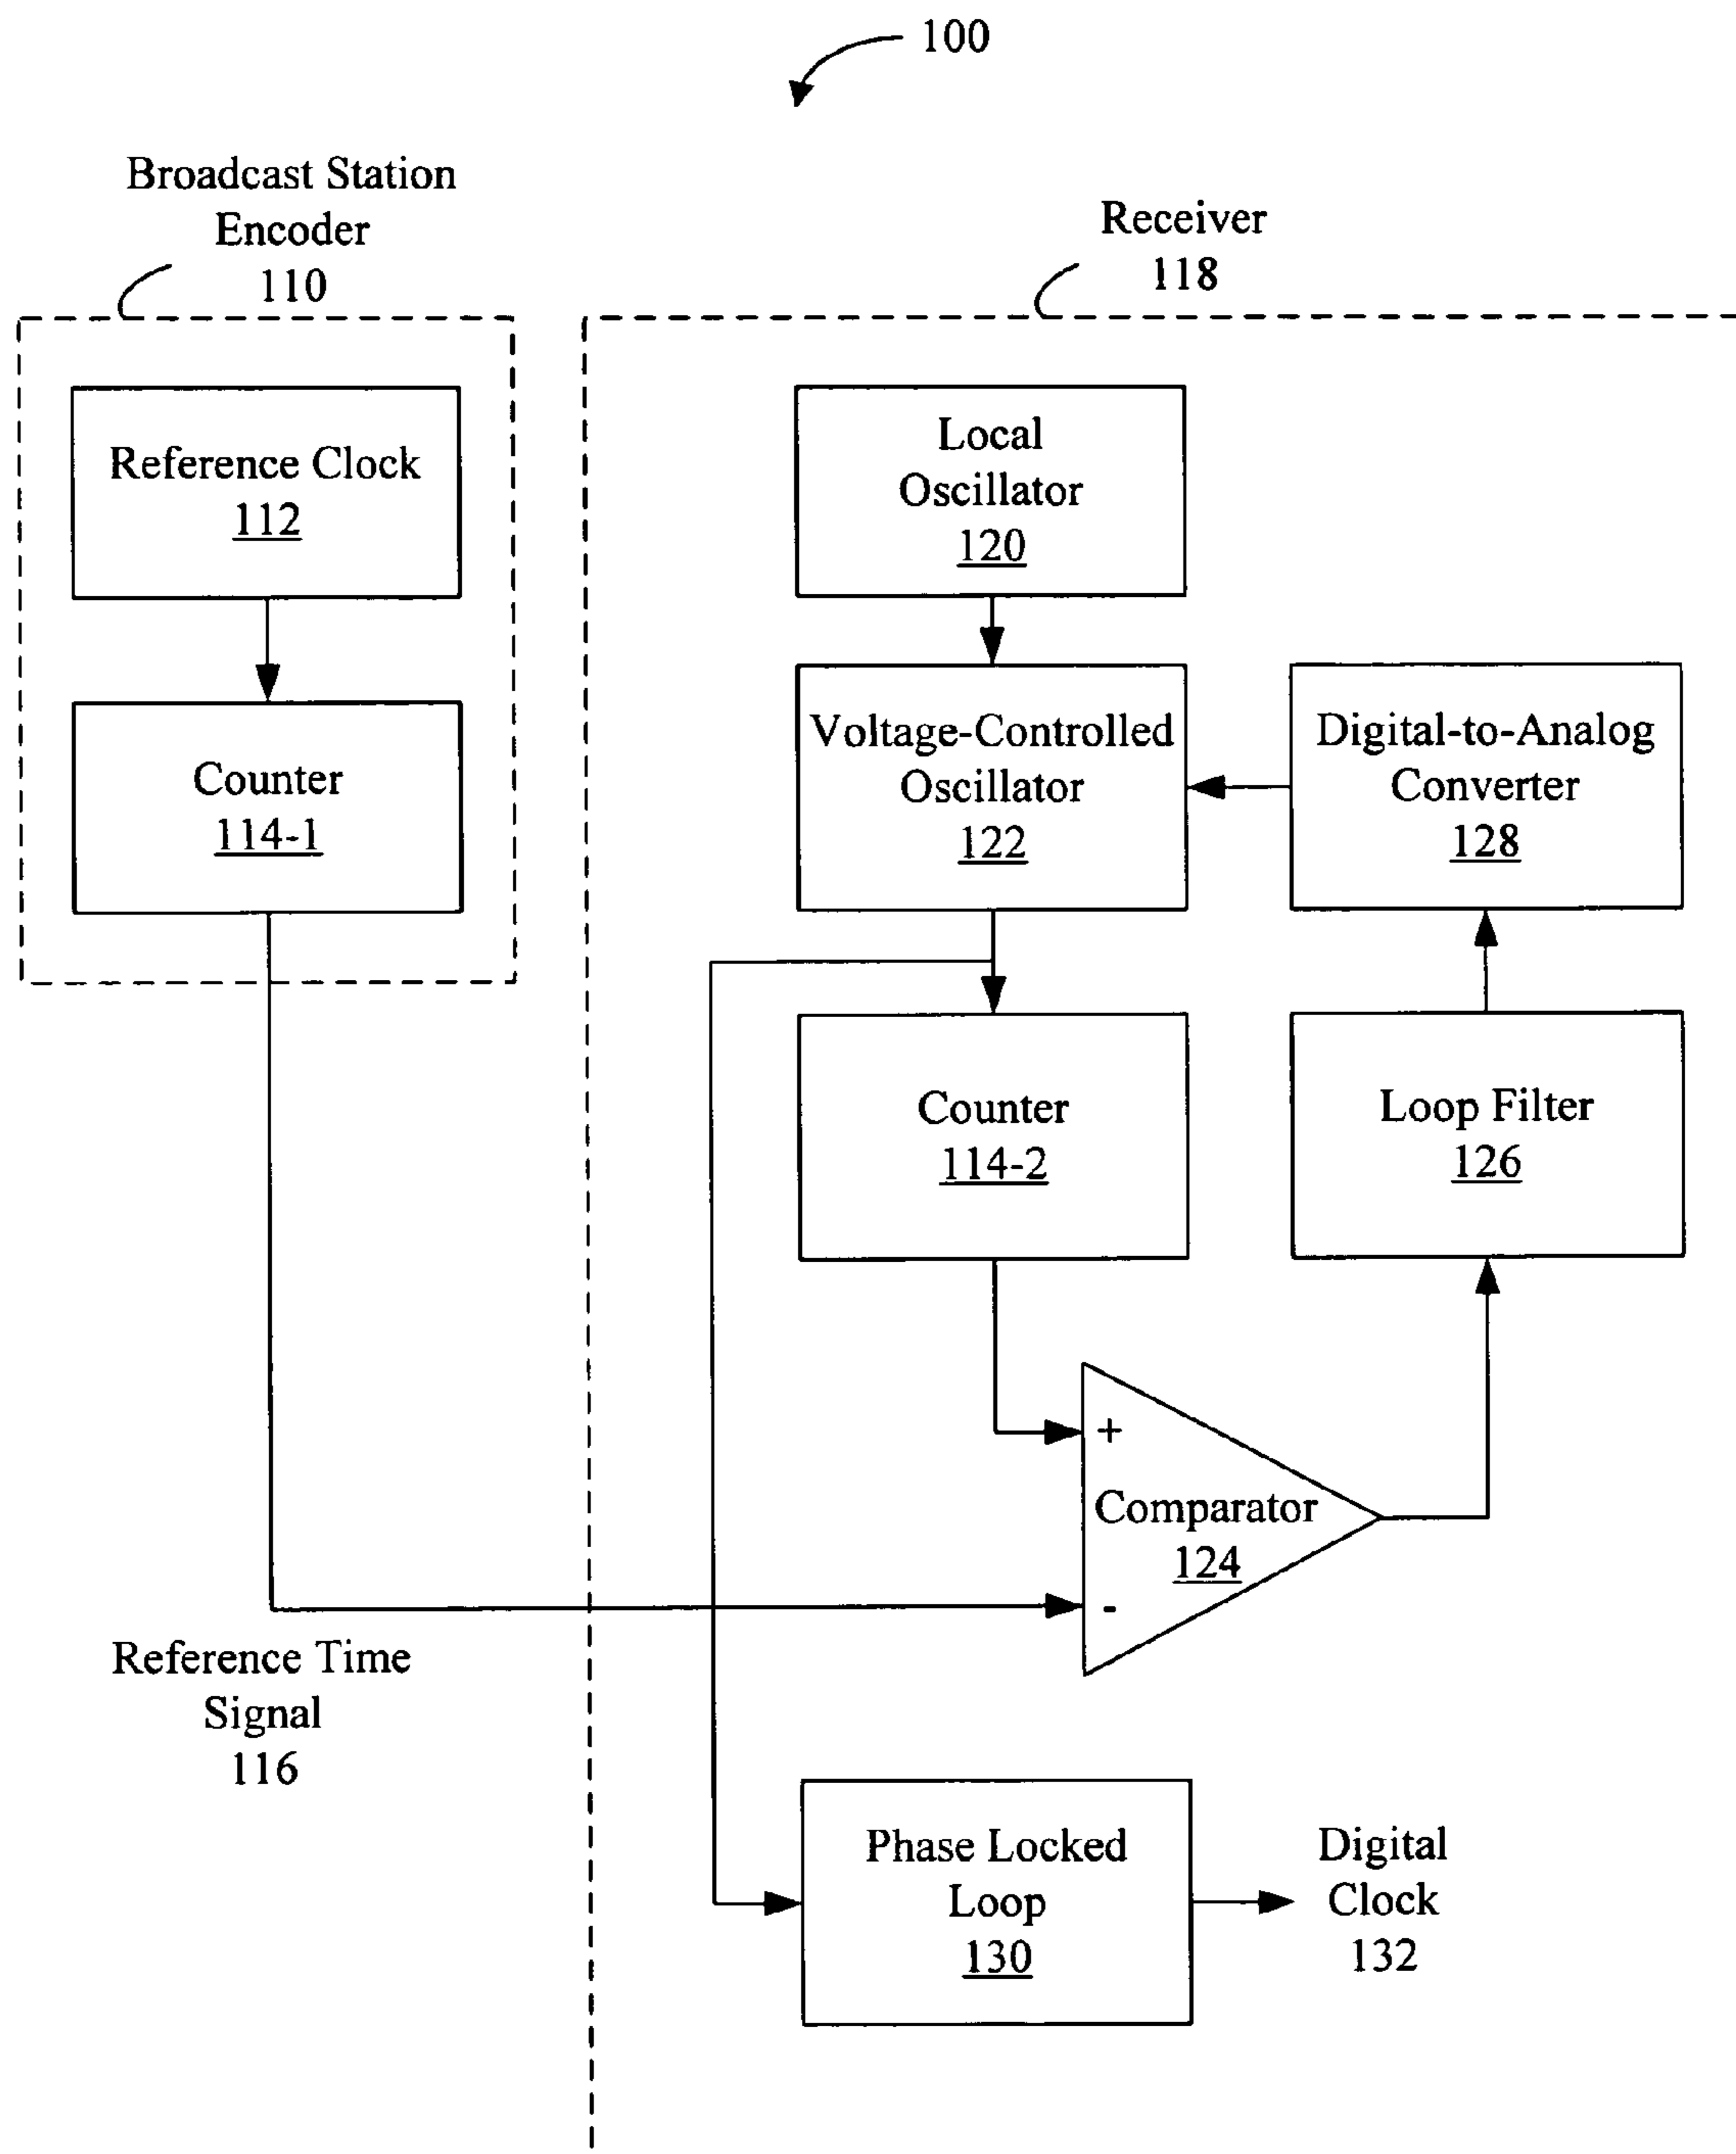 100
Broadcast Station
Encoder
110
Receiver
118
Reference Clock
112
Counter
114-1
Reference Time
Signal
116
Local
Oscillator
120
Voltage-Controlled
Oscillator
122
Digital-to-Analog
Converter
128
Counter
114-2
Loop Filter
126
+
Comparator
124
-
Phase Locked
Loop
130
Digital
Clock
132